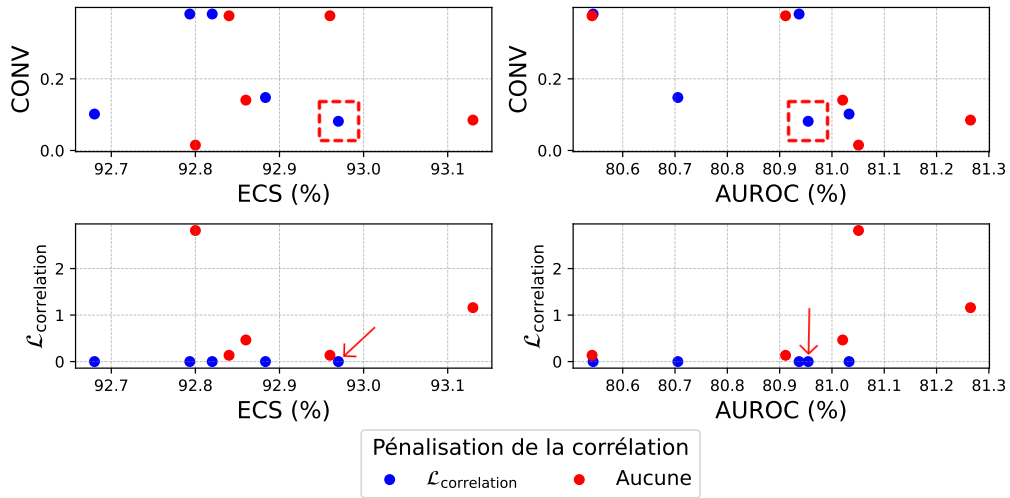 CONV
0.2
0.0
92.7 92.8 92.9 93.0 93.1
ECS (%)
CONV
0.2
0.0
80.6 80.7 80.8 80.9 81.0 81.1 81.2 81.3
AUROC (%)
ℒcorrelation
2
1
0
92.7 92.8 92.9 93.0 93.1
ECS (%)
ℒcorrelation
2
1
0
80.6 80.7 80.8 80.9 81.0 81.1 81.2 81.3
AUROC (%)
Pénalisation de la corrélation
ℒcorrelation Aucune